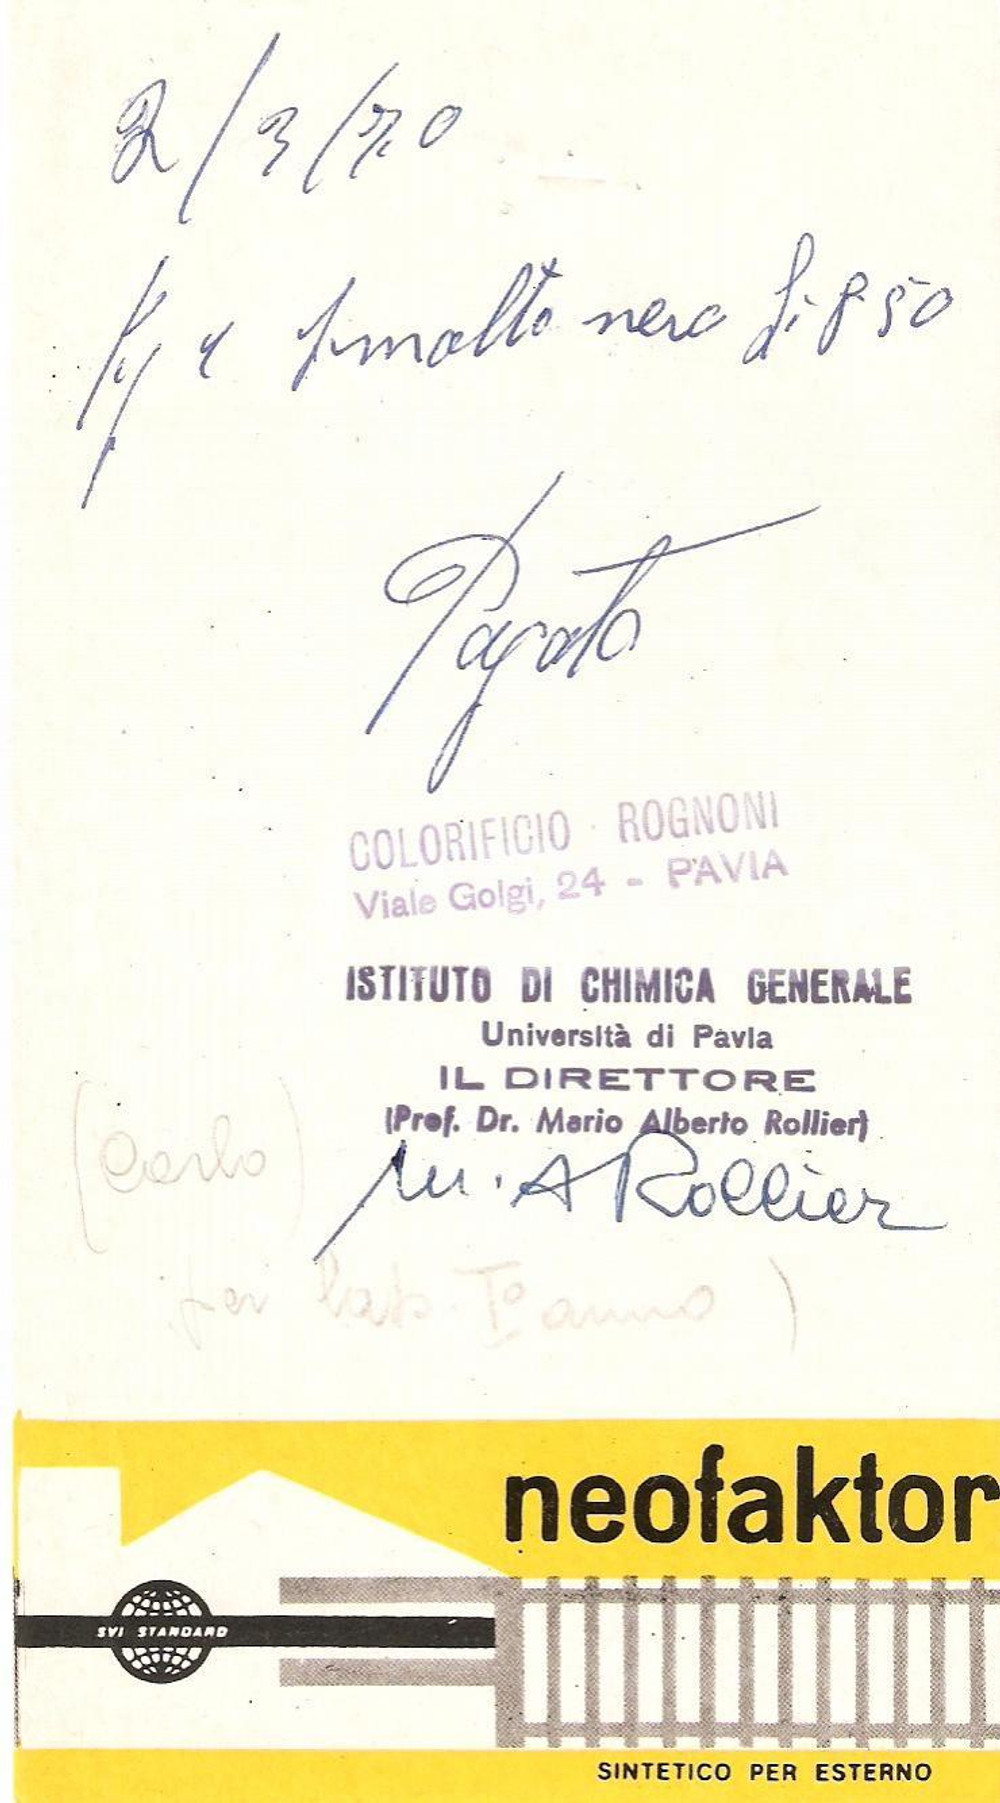 2/3/70
Kg 1 smalto nero £i 850
Pagato
COLORIFICIO ROGNONI
Viale Golgi, 24 - PAVIA
ISTITUTO DI CHIMICA GENERALE
Università di Pavia
IL DIRETTORE
(Prof. Dr. Mario Alberto Rollier)
M. A Rollier
(Carlo)
per lab. I° anno)
neofaktor
SVI STANDARD
SINTETICO PER ESTERNO